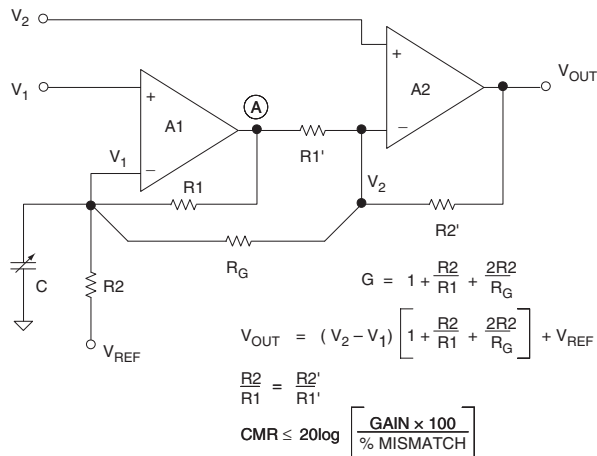 V2
V1
+
A1
−
V1
A
R1'
+
A2
−
VOUT
V2
R1
R2'
RG
C
R2
VREF
G = 1 + R2/R1 + 2R2/RG
VOUT = ( V2 – V1 ) [ 1 + R2/R1 + 2R2/RG ] + VREF
R2/R1 = R2'/R1'
CMR ≤ 20log [ GAIN × 100 / % MISMATCH ]